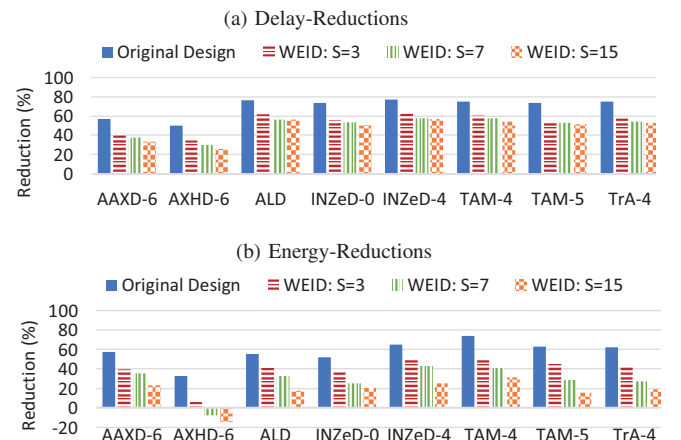 (a) Delay-Reductions
Original Design WEID: S=3 WEID: S=7 WEID: S=15
Reduction (%)
100
80
60
40
20
0
AAXD-6 AXHD-6 ALD INZeD-0 INZeD-4 TAM-4 TAM-5 TrA-4
(b) Energy-Reductions
Original Design WEID: S=3 WEID: S=7 WEID: S=15
Reduction (%)
100
80
60
40
20
0
-20
AAXD-6 AXHD-6 ALD INZeD-0 INZeD-4 TAM-4 TAM-5 TrA-4